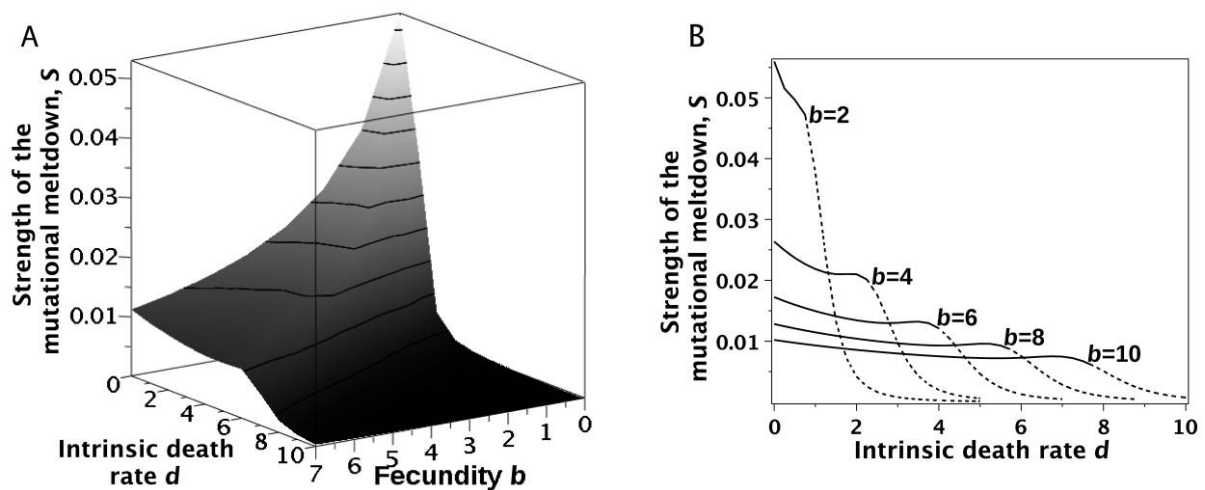 A
Strength of the
mutational meltdown, S
0.05
0.04
0.03
0.02
0.01
0
2
4
6
8
10
Intrinsic death
rate d
7
6
5
4
3
2
1
0
Fecundity b
B
Strength of the
mutational meltdown, S
0.05
0.04
0.03
0.02
0.01
b=2
b=4
b=6
b=8
b=10
0
2
4
6
8
10
Intrinsic death rate d